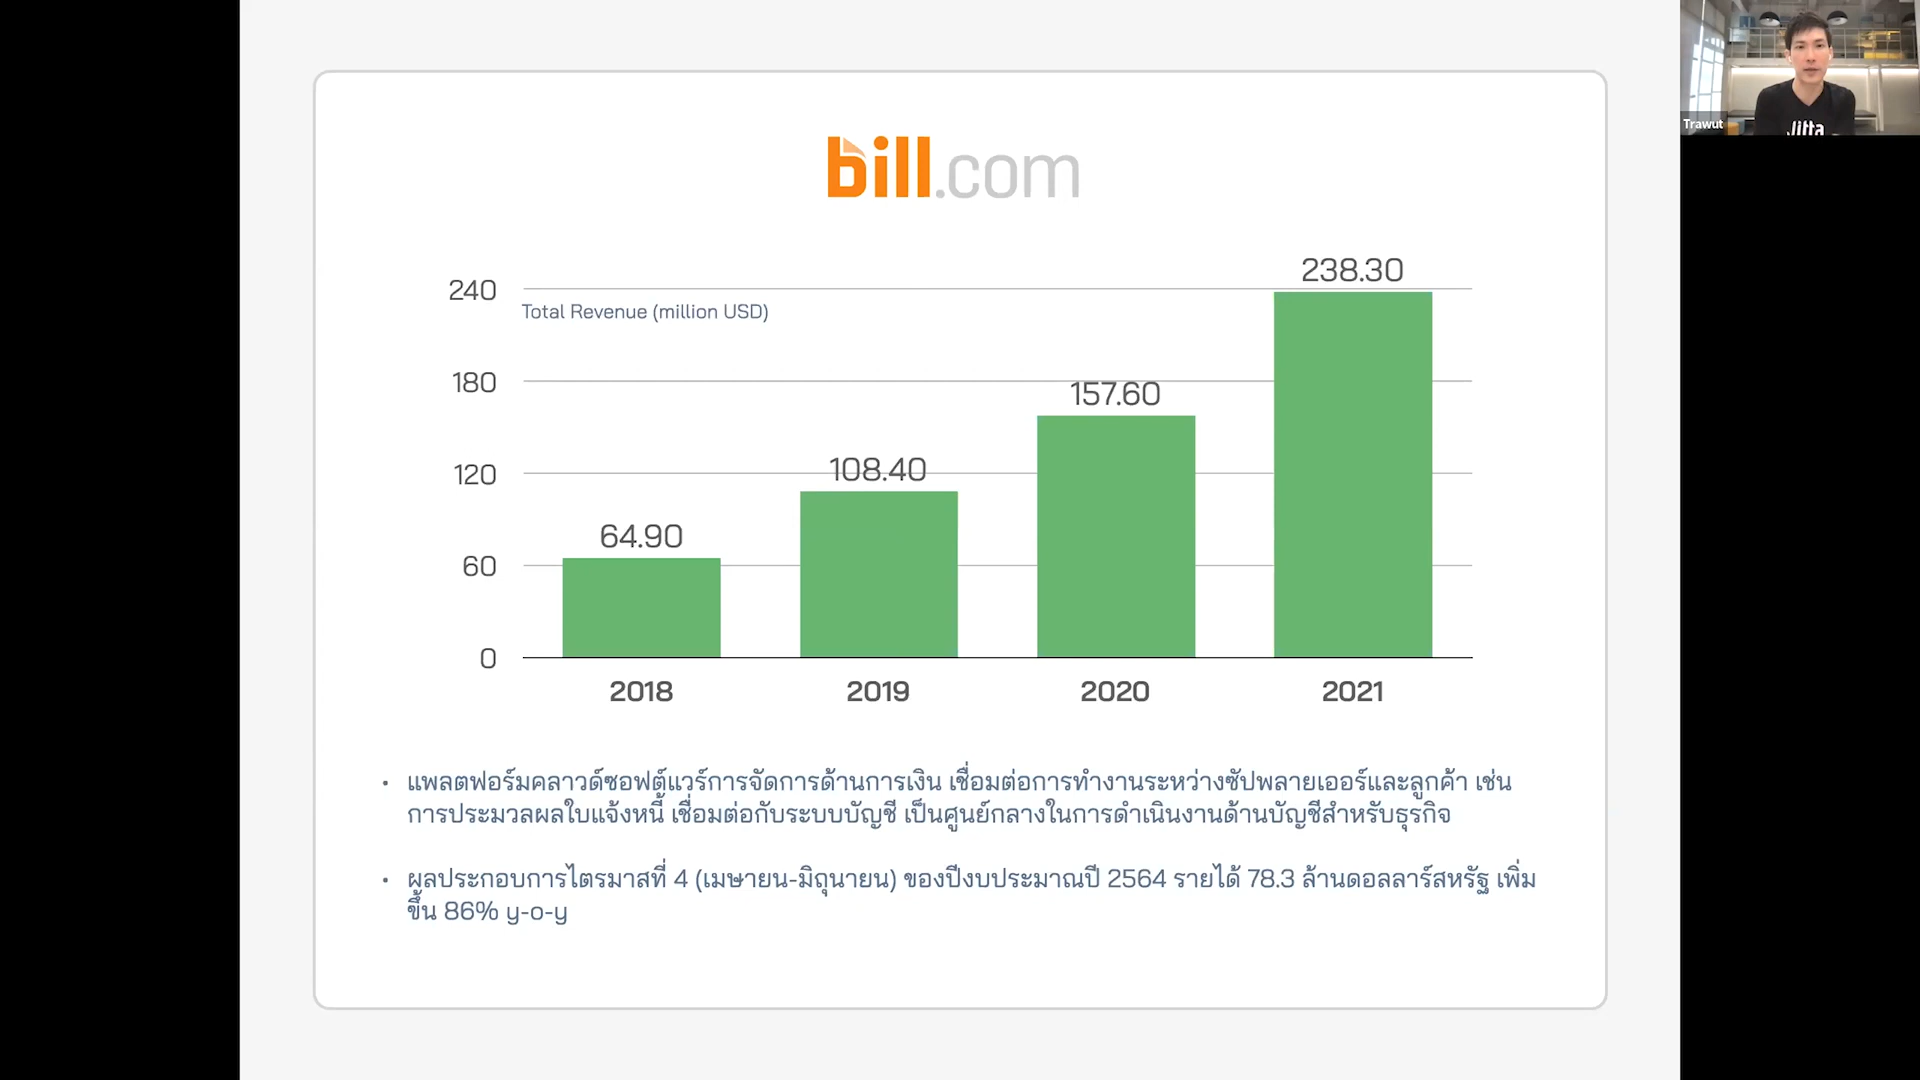 bill.com
Trawut
Jitta
238.30
240
Total Revenue (million USD)
180
157.60
120
108.40
64.90
60
0
2018 2019 2020 2021
• แพลตฟอร์มคลาวด์ซอฟต์แวร์การจัดการด้านการเงิน เชื่อมต่อการทำงานระหว่างซัปพลายเออร์และลูกค้า เช่น
การประมวลผลใบแจ้งหนี้ เชื่อมต่อกับระบบบัญชี เป็นศูนย์กลางในการดำเนินงานด้านบัญชีสำหรับธุรกิจ
• ผลประกอบการไตรมาสที่ 4 (เมษายน-มิถุนายน) ของปีงบประมาณปี 2564 รายได้ 78.3 ล้านดอลลาร์สหรัฐ เพิ่ม
ขึ้น 86% y-o-y